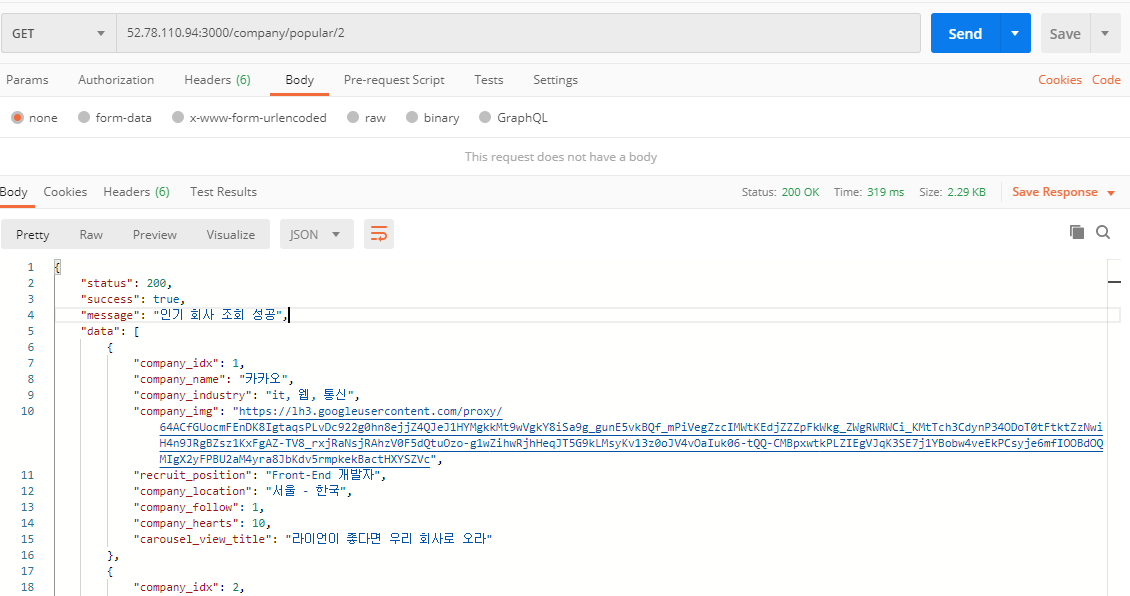 GET 52.78.110.94:3000/company/popular/2 Send Save
Params Authorization Headers (6) Body Pre-request Script Tests Settings Cookies Code
none form-data x-www-form-urlencoded raw binary GraphQL
This request does not have a body
Body Cookies Headers (6) Test Results Status: 200 OK Time: 319 ms Size: 2.29 KB Save Response
Pretty Raw Preview Visualize JSON
1 {
2 "status": 200,
3 "success": true,
4 "message": "인기 회사 조회 성공",
5 "data": [
6 {
7 "company_idx": 1,
8 "company_name": "카카오",
9 "company_industry": "it, 웹, 통신",
10 "company_img": "https://lh3.googleusercontent.com/proxy/
64ACfGUocmFEnDK8IgtaqsPLvDc922g0hn8ejjZ4QJeJ1HYMgkkMt9wVgkY8iSa9g_gunE5vkBQf_mPiVegZzcIMWtKEdjZZZpFkWkg_ZWgRWRWCi_KMtTch3CdynP34ODoT0tFtktZzNwi
H4n9JRgBZsz1KxFgAZ-TV8_rxjRaNsjRAhzV0F5dQtuOzo-g1wZihwRjhHeqJT5G9kLMsyKv13z0oJV4vOaIuk06-tQQ-CMBpxwtkPLZIEgVJqK3SE7j1YBobw4veEkPCsyje6mfIOOBdOQ
MIgX2yFPBU2aM4yra8JbKdv5rmpkekBactHXYSZVc",
11 "recruit_position": "Front-End 개발자",
12 "company_location": "서울 - 한국",
13 "company_follow": 1,
14 "company_hearts": 10,
15 "carousel_view_title": "라이언이 좋다면 우리 회사로 오라"
16 },
17 {
18 "company_idx": 2,